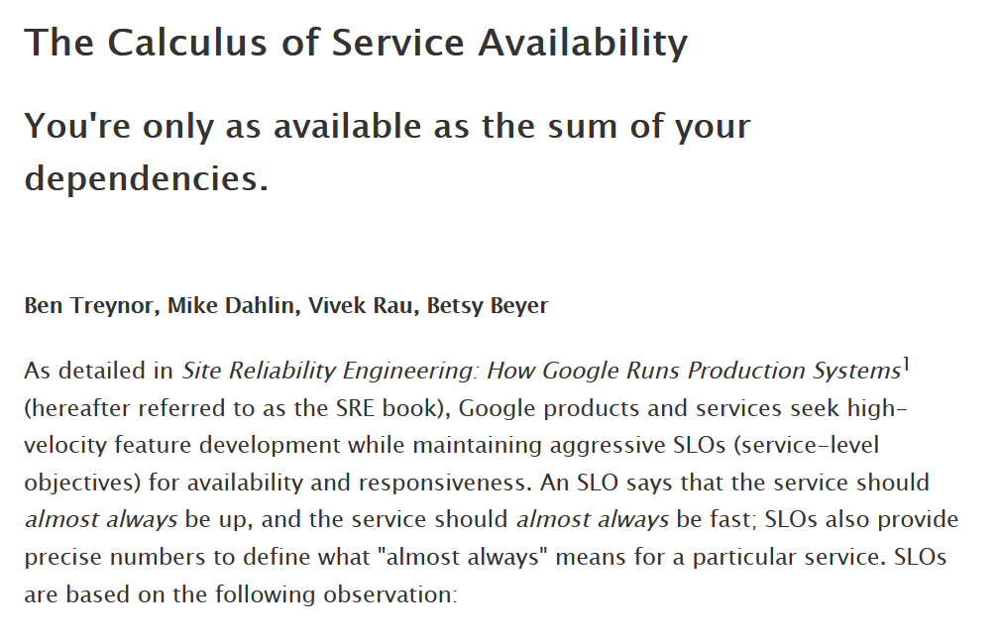 The Calculus of Service Availability
You're only as available as the sum of your
dependencies.
Ben Treynor, Mike Dahlin, Vivek Rau, Betsy Beyer
As detailed in Site Reliability Engineering: How Google Runs Production Systems1
(hereafter referred to as the SRE book), Google products and services seek high-
velocity feature development while maintaining aggressive SLOs (service-level
objectives) for availability and responsiveness. An SLO says that the service should
almost always be up, and the service should almost always be fast; SLOs also provide
precise numbers to define what "almost always" means for a particular service. SLOs
are based on the following observation: